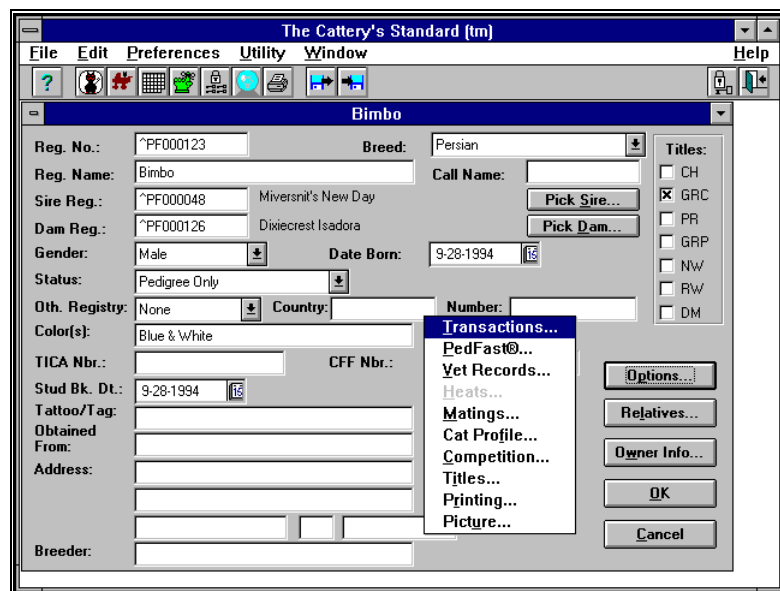 The Cattery's Standard (tm)
File Edit Preferences Utility Window Help
?
Bimbo
Reg. No.: ^PF000123 Breed: Persian Titles:
Reg. Name: Bimbo Call Name: CH
Sire Reg.: ^PF000048 Miversnit's New Day Pick Sire... GRC
Dam Reg.: ^PF000126 Dixiecrest Isadora Pick Dam... PR
Gender: Male Date Born: 9-28-1994 15 GRP
Status: Pedigree Only NW
RW
Oth. Registry: None Country: Number: DM
Color(s): Blue & White
TICA Nbr.: CFF Nbr.:
Stud Bk. Dt.: 9-28-1994 15
Tattoo/Tag:
Obtained
From:
Address:
Breeder:
Transactions...
PedFast®...
Vet Records...
Heats...
Matings...
Cat Profile...
Competition...
Titles...
Printing...
Picture...
Options...
Relatives...
Owner Info...
OK
Cancel